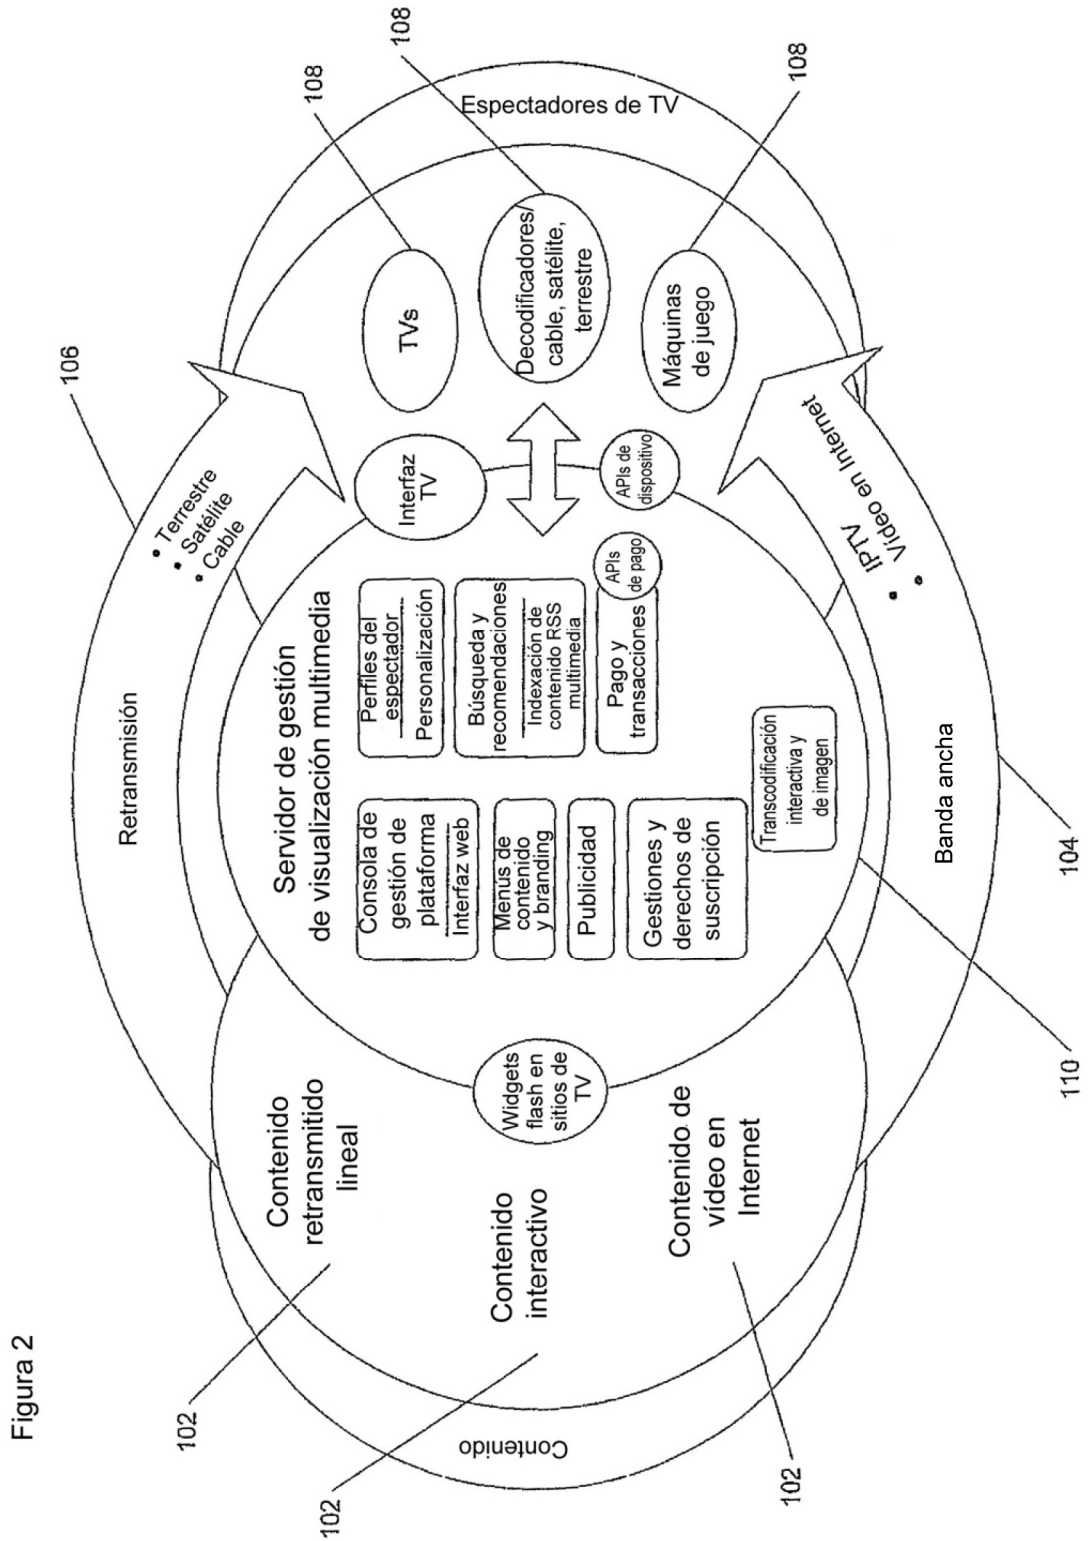 Figura 2
106
108
108
108
Retransmisión
• Terrestre
• Satélite
• Cable
Espectadores de TV
TVs
Decodificadores/
cable, satélite,
terrestre
Máquinas
de juego
Interfaz
TV
APIs de
dispositivo
Servidor de gestión
de visualización multimedia
Consola de
gestión de
plataforma
Interfaz web
Menus de
contenido
y branding
Publicidad
Gestiones y
derechos de
suscripción
Perfiles del
espectador
Personalización
Búsqueda y
recomendaciones
Indexación de
contenido RSS
multimedia
Pago y
transacciones
APIs
de pago
Transcodificación
interactiva y
de imagen
Widgets
flash en
sitios de
TV
Contenido
retransmitido
lineal
Contenido
interactivo
Contenido de
vídeo en
Internet
Contenido
102
102
102
Banda ancha
• IPTV
• Vídeo en Internet
110
104